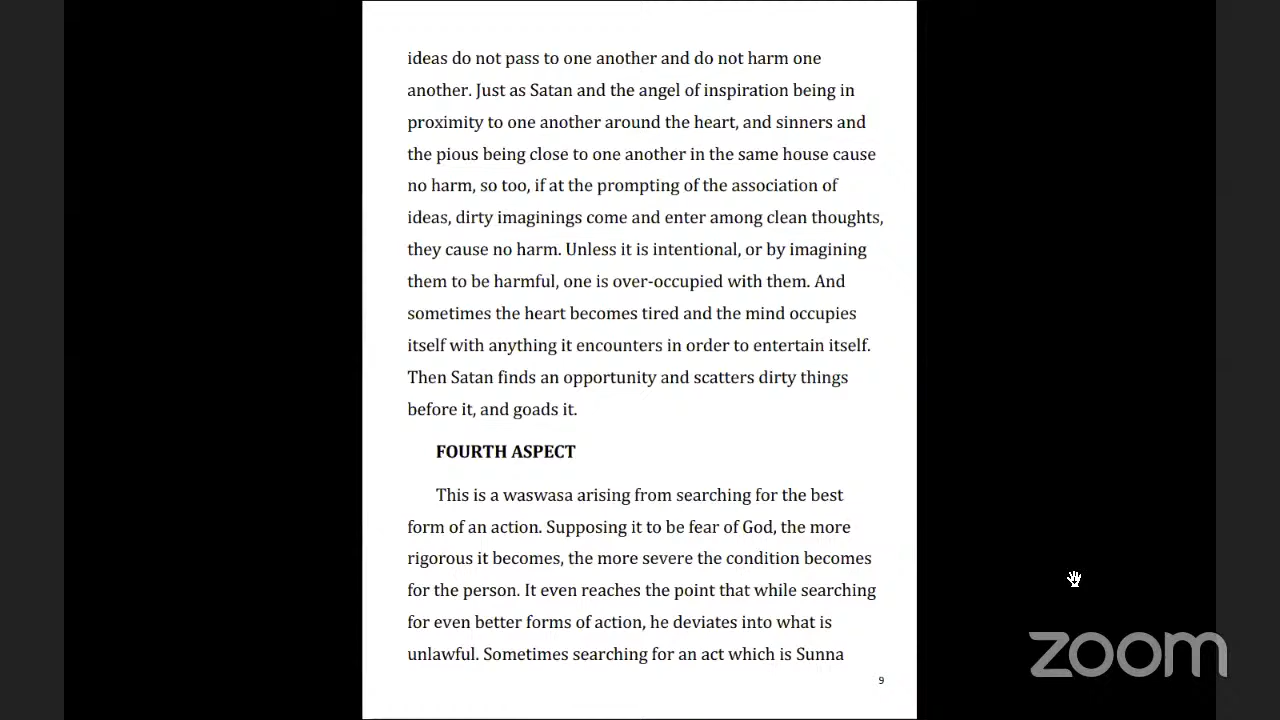 ideas do not pass to one another and do not harm one
another. Just as Satan and the angel of inspiration being in
proximity to one another around the heart, and sinners and
the pious being close to one another in the same house cause
no harm, so too, if at the prompting of the association of
ideas, dirty imaginings come and enter among clean thoughts,
they cause no harm. Unless it is intentional, or by imagining
them to be harmful, one is over-occupied with them. And
sometimes the heart becomes tired and the mind occupies
itself with anything it encounters in order to entertain itself.
Then Satan finds an opportunity and scatters dirty things
before it, and goads it.
FOURTH ASPECT
This is a waswasa arising from searching for the best
form of an action. Supposing it to be fear of God, the more
rigorous it becomes, the more severe the condition becomes
for the person. It even reaches the point that while searching
for even better forms of action, he deviates into what is
unlawful. Sometimes searching for an act which is Sunna
9
zoom